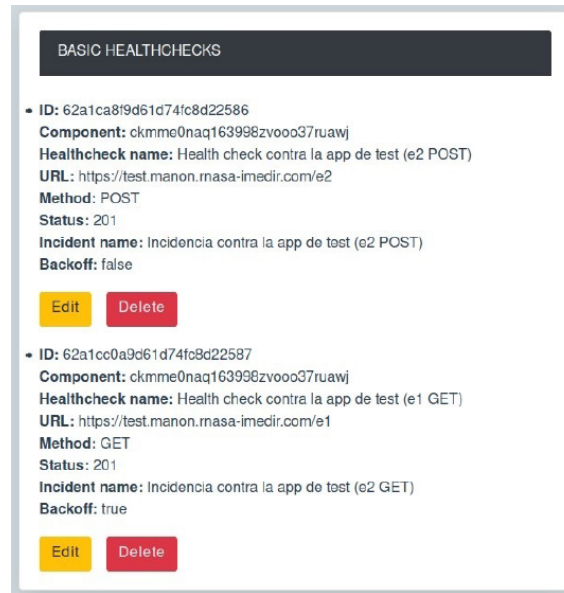 BASIC HEALTHCHECKS
ID: 62a1ca8f9d61d74fc8d22586
Component: ckmme0naq163998zvooo37ruawj
Healthcheck name: Health check contra la app de test (e2 POST)
URL: https://test.manon.rnasa-imedir.com/e2
Method: POST
Status: 201
Incident name: Incidencia contra la app de test (e2 POST)
Backoff: false
Edit Delete
ID: 62a1cc0a9d61d74fc8d22587
Component: ckmme0naq163998zvooo37ruawj
Healthcheck name: Health check contra la app de test (e1 GET)
URL: https://test.manon.rnasa-imedir.com/e1
Method: GET
Status: 201
Incident name: Incidencia contra la app de test (e2 GET)
Backoff: true
Edit Delete